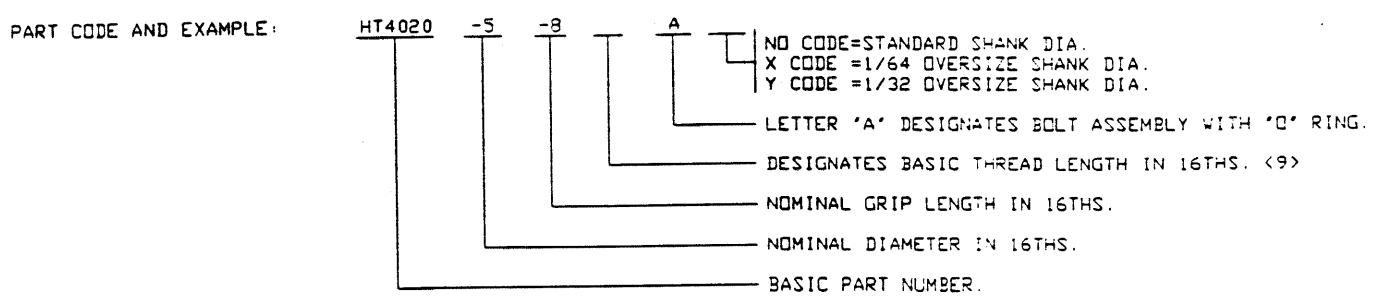 PART CODE AND EXAMPLE: HT4020 -5 -8 A
NO CODE=STANDARD SHANK DIA.
X CODE =1/64 OVERSIZE SHANK DIA.
Y CODE =1/32 OVERSIZE SHANK DIA.
LETTER "A" DESIGNATES BOLT ASSEMBLY WITH "O" RING.
DESIGNATES BASIC THREAD LENGTH IN 16THS. <9>
NOMINAL GRIP LENGTH IN 16THS.
NOMINAL DIAMETER IN 16THS.
BASIC PART NUMBER.